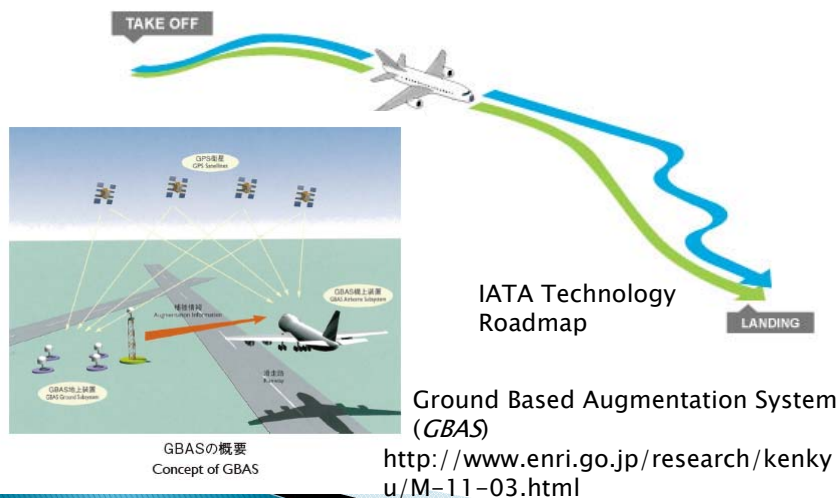 TAKE OFF
GPS衛星
GPS Satellites
GBAS機上装置
GBAS Airborne Subsystem
補強情報
Augmentation Information
滑走路
Runway
GBAS地上装置
GBAS Ground Subsystem
GBASの概要
Concept of GBAS
IATA Technology
Roadmap
LANDING
Ground Based Augmentation System
(GBAS)
http://www.enri.go.jp/research/kenky
u/M-11-03.html